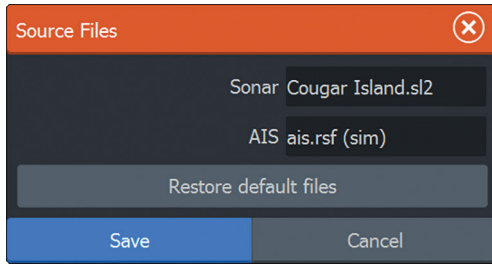 Source Files
Sonar Cougar Island.sl2
AIS ais.rsf (sim)
Restore default files
Save Cancel